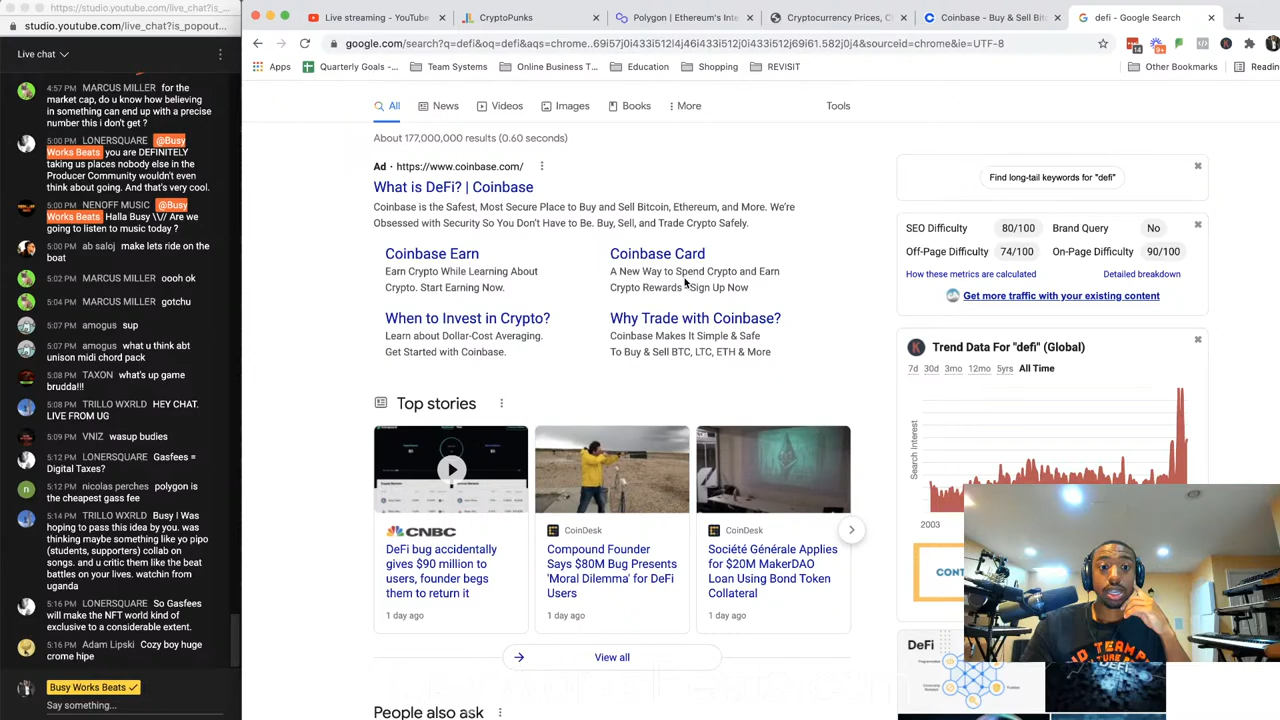 https://studio.youtube.com/live_chat?is_popout...
studio.youtube.com/live_chat?is_popout...
Live chat
4:57 PM MARCUS MILLER for the
market cap, do u know how believing
in something can end up with a precise
number this i don't get ?
5:00 PM LONERSQUARE @Busy
Works Beats you are DEFINITELY
taking us places nobody else in the
Producer Community wouldn't even
think about going. And that's very cool.
5:00 PM NENOFF MUSIC @Busy
Works Beats Halla Busy \\// Are we
going to listen to music today ?
5:00 PM ab saloj make lets ride on the
boat
5:02 PM MARCUS MILLER oooh ok
5:04 PM MARCUS MILLER gotchu
5:07 PM amogus sup
5:07 PM amogus what u think abt
unison midi chord pack
5:08 PM TAXON what's up game
brudda!!!
5:08 PM TRILLO WXRLD HEY CHAT.
LIVE FROM UG
5:09 PM VNIZ wasup budies
5:12 PM LONERSQUARE Gasfees =
Digital Taxes?
n
5:12 PM nicolas perches polygon is
the cheapest gass fee
5:14 PM TRILLO WXRLD Busy I Was
hoping to pass this idea by you. was
thinking maybe something like yo pipo
(students, supporters) collab on
songs. and u critic them like the beat
battles on your lives. watchin from
uganda
5:16 PM LONERSQUARE So Gasfees
will make the NFT world kind of
exclusive to a considerable extent.
5:16 PM Adam Lipski Cozy boy huge
crome hipe
Busy Works Beats ✓
Say something...
Live streaming - YouTube
CryptoPunks
Polygon | Ethereum's Int
Cryptocurrency Prices, C
Coinbase - Buy & Sell Bitc
defi - Google Search
google.com/search?q=defi&oq=defi&aqs=chrome..69i57j0i433i512l4j46i433i512j0i433i512j69i61.582j0j4&sourceid=chrome&ie=UTF-8
14
K
Apps
Quarterly Goals -...
Team Systems
Online Business T...
Education
Shopping
REVISIT
Other Bookmarks
Readin
All
News
Videos
Images
Books
More
Tools
About 177,000,000 results (0.60 seconds)
Ad · https://www.coinbase.com/
What is DeFi? | Coinbase
Coinbase is the Safest, Most Secure Place to Buy and Sell Bitcoin, Ethereum, and More. We're
Obsessed with Security So You Don't Have to Be. Buy, Sell, and Trade Crypto Safely.
Coinbase Earn
Earn Crypto While Learning About
Crypto. Start Earning Now.
Coinbase Card
A New Way to Spend Crypto and Earn
Crypto Rewards - Sign Up Now
When to Invest in Crypto?
Learn about Dollar-Cost Averaging.
Get Started with Coinbase.
Why Trade with Coinbase?
Coinbase Makes It Simple & Safe
To Buy & Sell BTC, LTC, ETH & More
Top stories
CNBC
DeFi bug accidentally
gives $90 million to
users, founder begs
them to return it
1 day ago
CoinDesk
Compound Founder
Says $80M Bug Presents
'Moral Dilemma' for DeFi
Users
1 day ago
CoinDesk
Société Générale Applies
for $20M MakerDAO
Loan Using Bond Token
Collateral
1 day ago
View all
People also ask
Find long-tail keywords for "defi"
SEO Difficulty 80/100 Brand Query No
Off-Page Difficulty 74/100 On-Page Difficulty 90/100
How these metrics are calculated
Detailed breakdown
Get more traffic with your existing content
K
Trend Data For "defi" (Global)
7d 30d 3mo 12mo 5yrs All Time
Search Interest
2003
CONT
DeFi